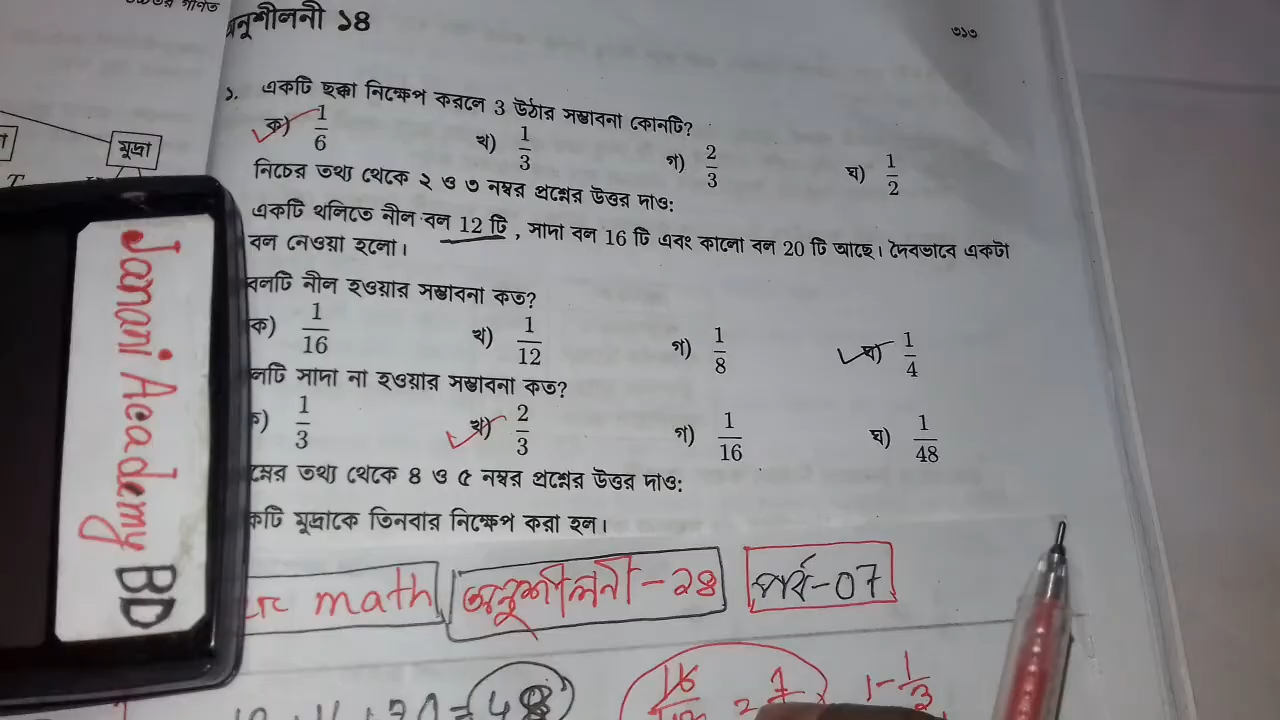 উচ্চতর গণিত
অনুশীলনী ১৪
৩১৩
১. একটি ছক্কা নিক্ষেপ করলে 3 উঠার সম্ভাবনা কোনটি?
ক) 1/6 খ) 1/3 গ) 2/3 ঘ) 1/2
নিচের তথ্য থেকে ২ ও ৩ নম্বর প্রশ্নের উত্তর দাও:
একটি থলিতে নীল বল 12 টি, সাদা বল 16 টি এবং কালো বল 20 টি আছে। দৈবভাবে একটা
বল নেওয়া হলো।
বলটি নীল হওয়ার সম্ভাবনা কত?
ক) 1/16 খ) 1/12 গ) 1/8 ঘ) 1/4
লটি সাদা না হওয়ার সম্ভাবনা কত?
ক) 1/3 খ) 2/3 গ) 1/16 ঘ) 1/48
ম্নের তথ্য থেকে ৪ ও ৫ নম্বর প্রশ্নের উত্তর দাও:
কটি মুদ্রাকে তিনবার নিক্ষেপ করা হল।
math অনুশীলনী-১৪ পর্ব-07
20 = 48
16
1 - 1/3
মুদ্রা
T
Janani Academy BD